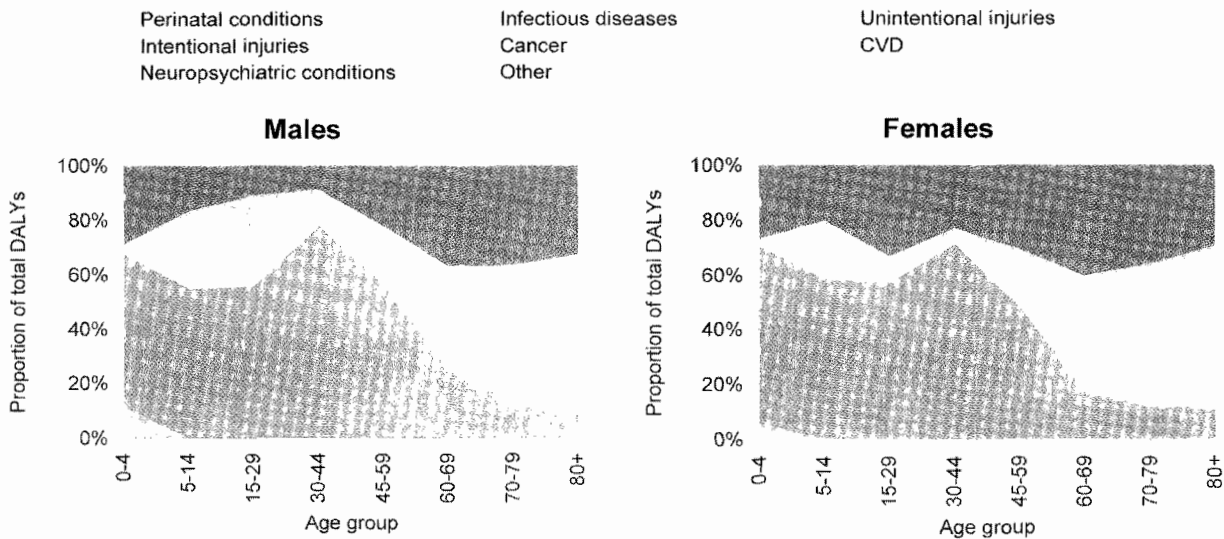 Perinatal conditions Infectious diseases Unintentional injuries
Intentional injuries Cancer CVD
Neuropsychiatric conditions Other
Males
Proportion of total DALYs
100%
80%
60%
40%
20%
0%
0-4 5-14 15-29 30-44 45-59 60-69 70-79 80+
Age group
Females
Proportion of total DALYs
100%
80%
60%
40%
20%
0%
0-4 5-14 15-29 30-44 45-59 60-69 70-79 80+
Age group